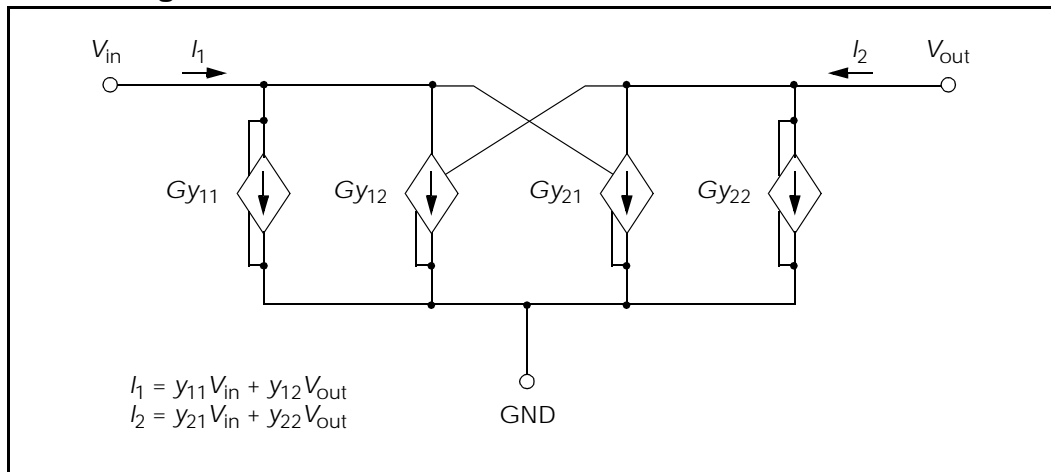 V_in I_1 I_2 V_out
Gy_11 Gy_12 Gy_21 Gy_22
I_1 = y_11V_in + y_12V_out
I_2 = y_21V_in + y_22V_out
GND